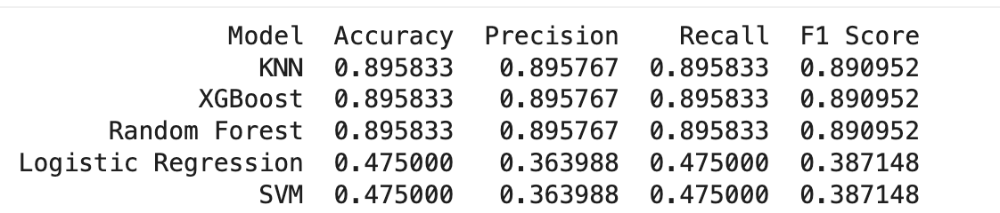 Model Accuracy Precision Recall F1 Score
KNN 0.895833 0.895767 0.895833 0.890952
XGBoost 0.895833 0.895767 0.895833 0.890952
Random Forest 0.895833 0.895767 0.895833 0.890952
Logistic Regression 0.475000 0.363988 0.475000 0.387148
SVM 0.475000 0.363988 0.475000 0.387148